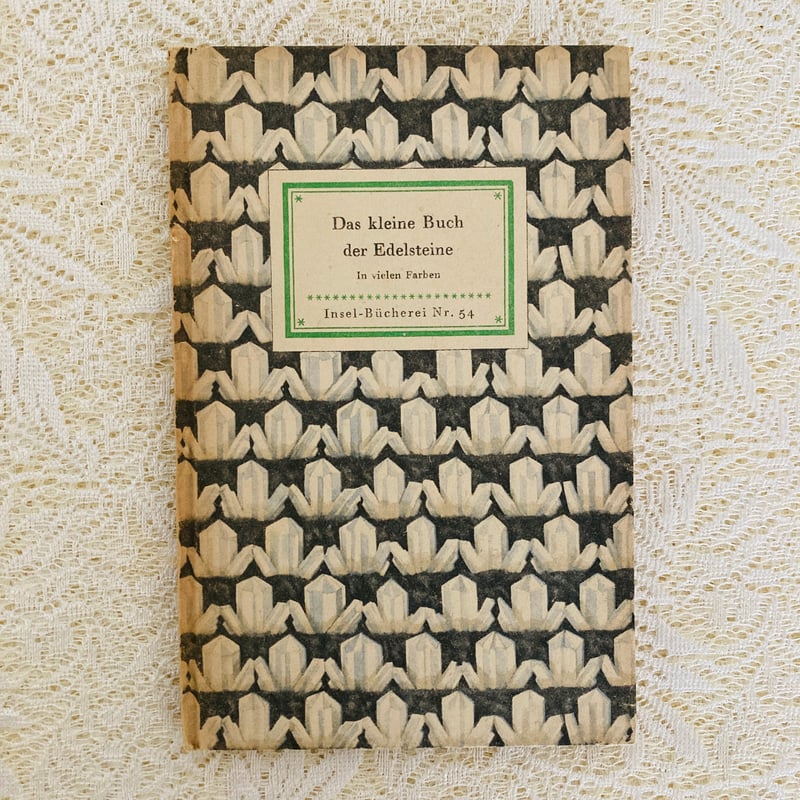 Das kleine Buch
der Edelsteine
In vielen Farben
Insel-Bücherei Nr. 54